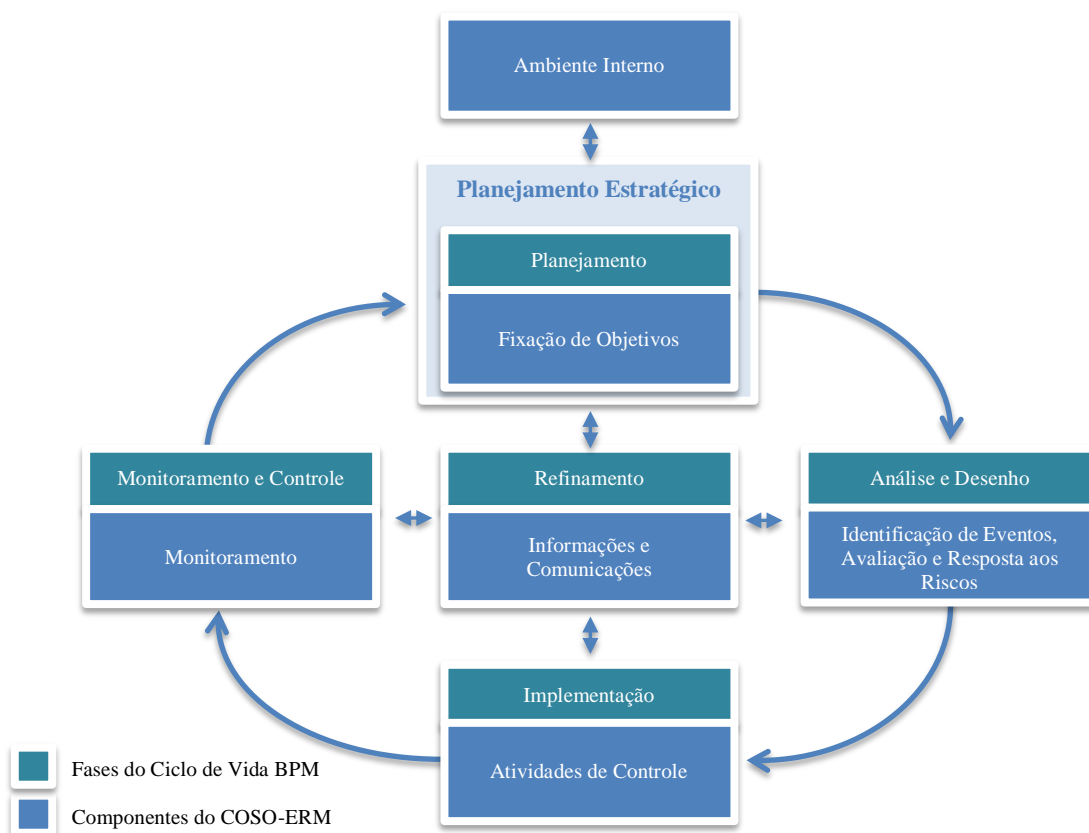 Ambiente Interno
Planejamento Estratégico
Planejamento
Fixação de Objetivos
Monitoramento e Controle
Monitoramento
Refinamento
Informações e
Comunicações
Análise e Desenho
Identificação de Eventos,
Avaliação e Resposta aos
Riscos
Implementação
Atividades de Controle
Fases do Ciclo de Vida BPM
Componentes do COSO-ERM